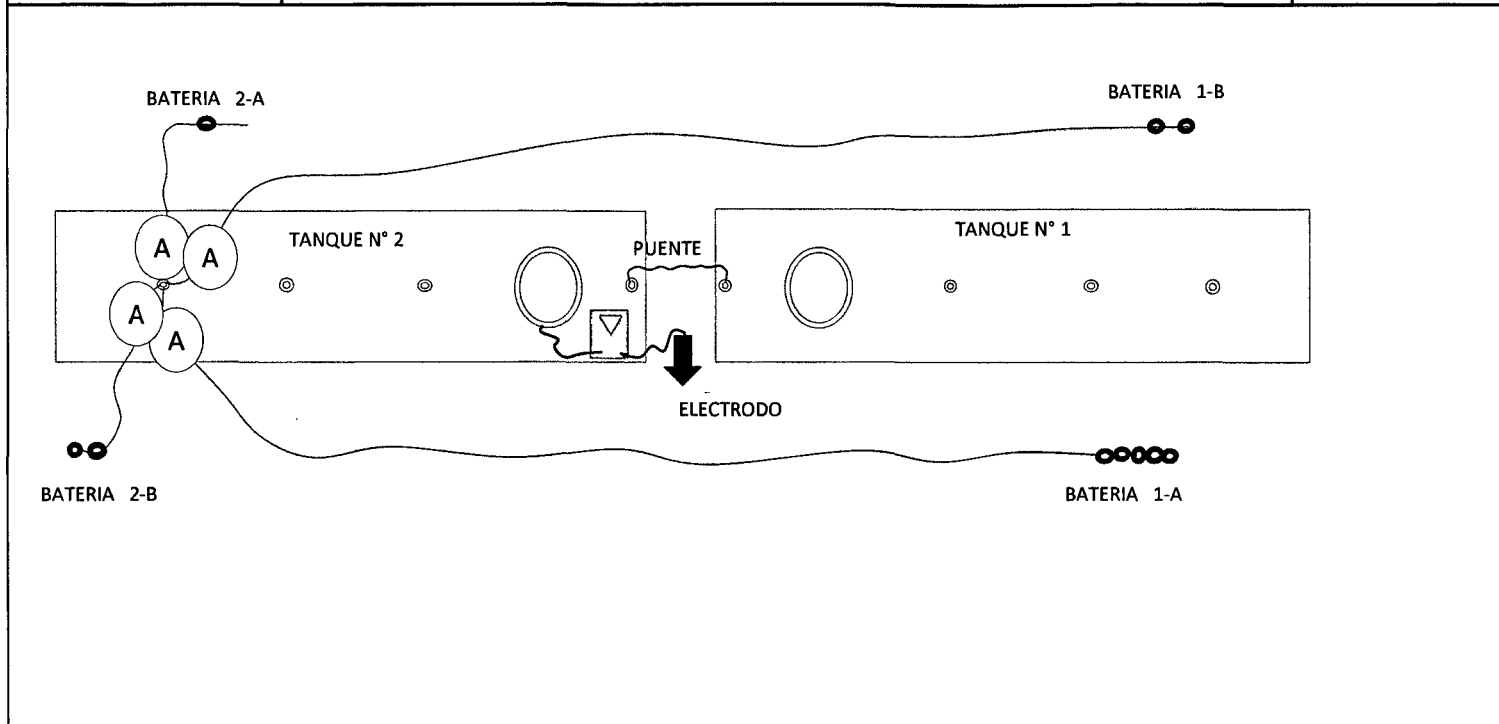 BATERIA 2-A
BATERIA 1-B
TANQUE N° 2
PUENTE
TANQUE N° 1
A
A
A
A
ELECTRODO
BATERIA 2-B
BATERIA 1-A